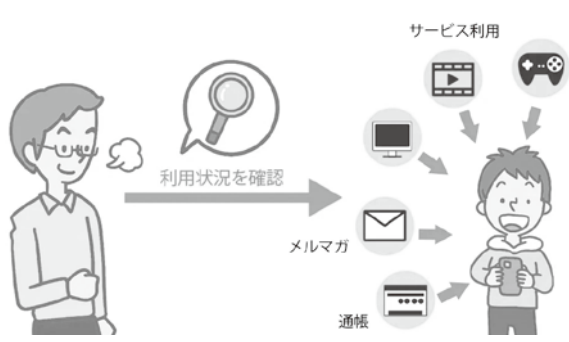 サービス利用
利用状況を確認
メルマガ
通帳